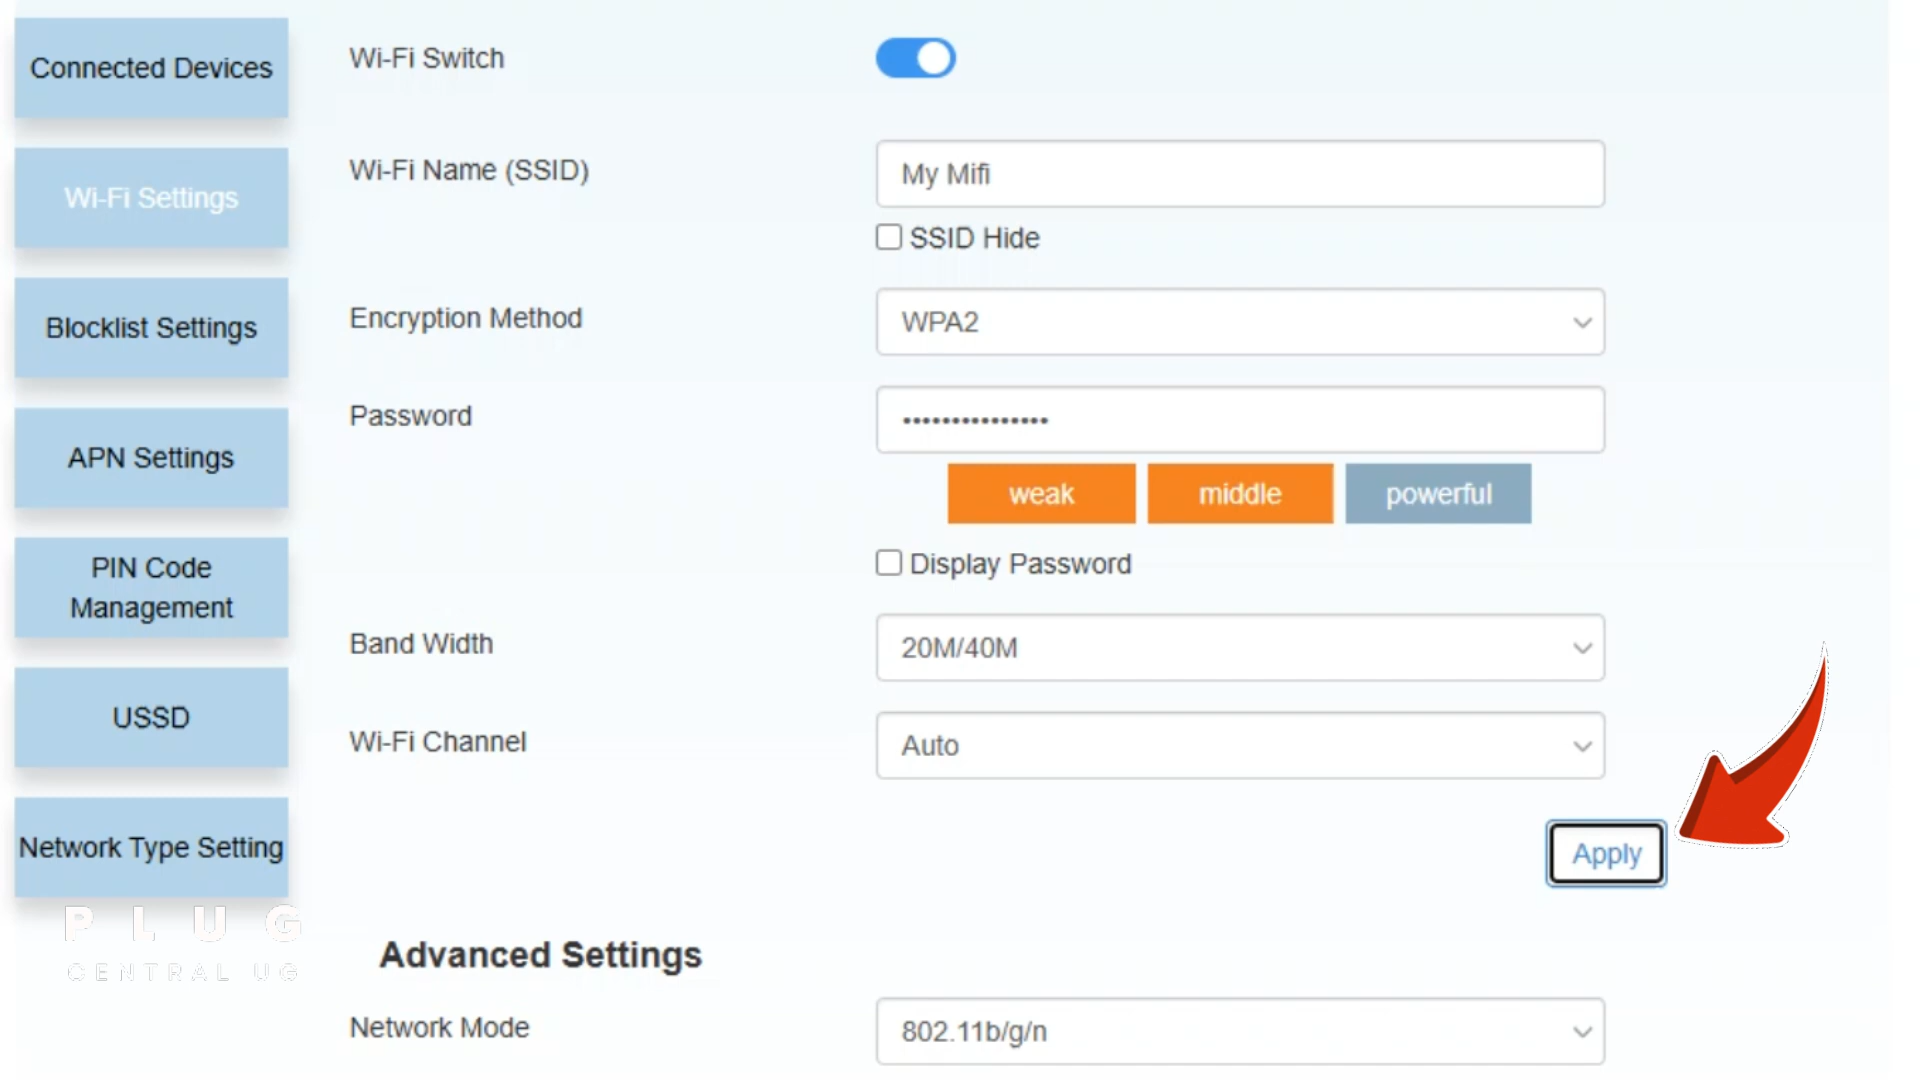 Connected Devices
Wi-Fi Settings
Blocklist Settings
APN Settings
PIN Code
Management
USSD
Network Type Setting
PLUG
CENTRAL UG
Wi-Fi Switch
Wi-Fi Name (SSID)
My Mifi
SSID Hide
Encryption Method
WPA2
Password
•••••••••••••••
weak
middle
powerful
Display Password
Band Width
20M/40M
Wi-Fi Channel
Auto
Apply
Advanced Settings
Network Mode
802.11b/g/n